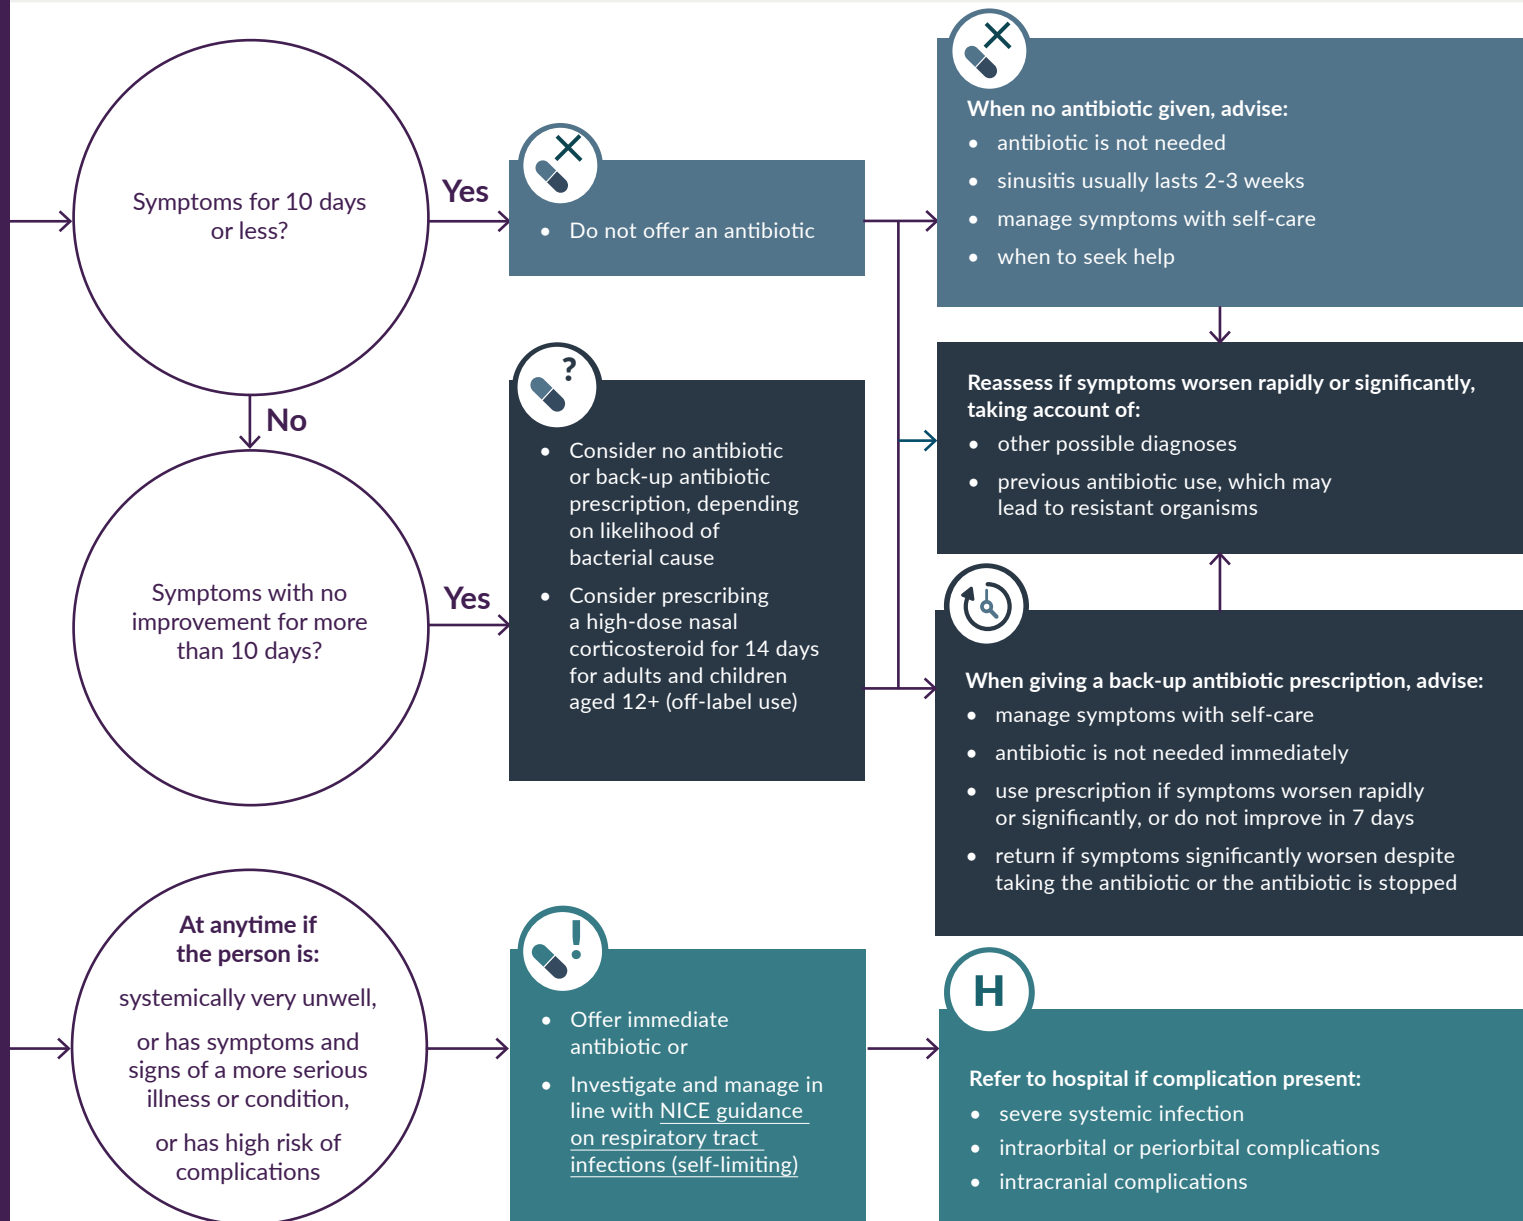 Symptoms for 10 days
or less?
Yes
No
• Do not offer an antibiotic
When no antibiotic given, advise:
• antibiotic is not needed
• sinusitis usually lasts 2-3 weeks
• manage symptoms with self-care
• when to seek help
Symptoms with no
improvement for more
than 10 days?
Yes
?
• Consider no antibiotic
or back-up antibiotic
prescription, depending
on likelihood of
bacterial cause
• Consider prescribing
a high-dose nasal
corticosteroid for 14 days
for adults and children
aged 12+ (off-label use)
Reassess if symptoms worsen rapidly or significantly,
taking account of:
• other possible diagnoses
• previous antibiotic use, which may
lead to resistant organisms
When giving a back-up antibiotic prescription, advise:
• manage symptoms with self-care
• antibiotic is not needed immediately
• use prescription if symptoms worsen rapidly
or significantly, or do not improve in 7 days
• return if symptoms significantly worsen despite
taking the antibiotic or the antibiotic is stopped
At anytime if
the person is:
systemically very unwell,
or has symptoms and
signs of a more serious
illness or condition,
or has high risk of
complications
!
• Offer immediate
antibiotic or
• Investigate and manage in
line with NICE guidance
on respiratory tract
infections (self-limiting)
H
Refer to hospital if complication present:
• severe systemic infection
• intraorbital or periorbital complications
• intracranial complications